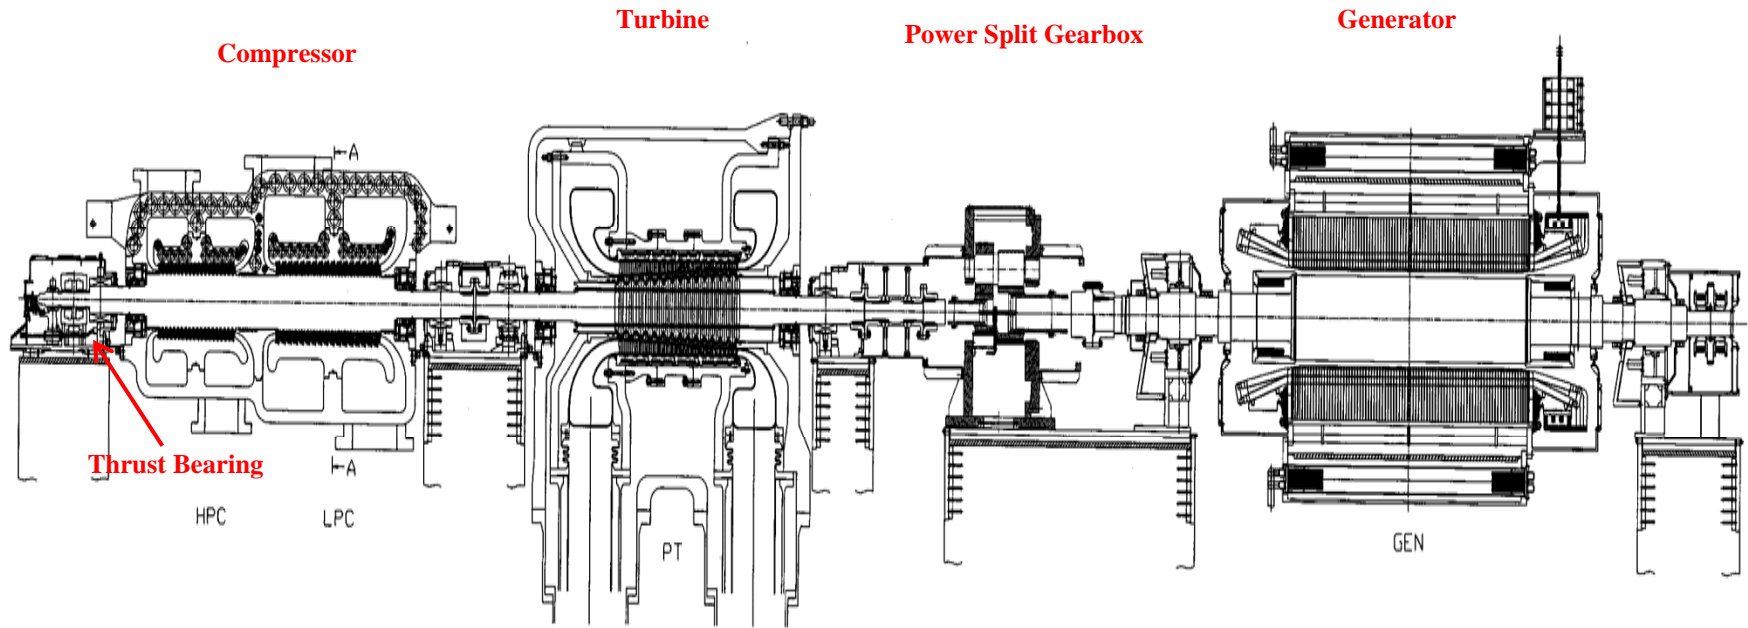 Turbine
Generator
Power Split Gearbox
Compressor
A
Thrust Bearing
A
HPC
LPC
PT
GEN